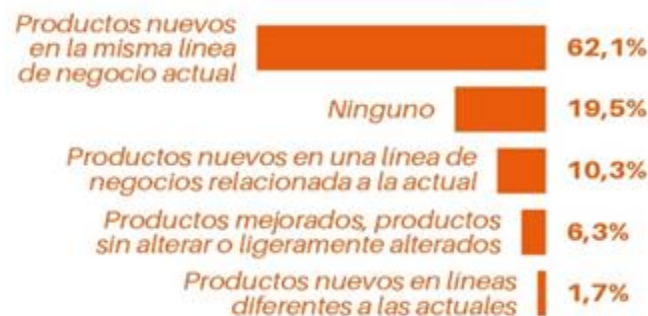 Productos nuevos
en la misma línea
de negocio actual
62,1%
Ninguno
19,5%
Productos nuevos en una línea de
negocios relacionada a la actual
10,3%
Productos mejorados, productos
sin alterar o ligeramente alterados
6,3%
Productos nuevos en líneas
diferentes a las actuales
1,7%